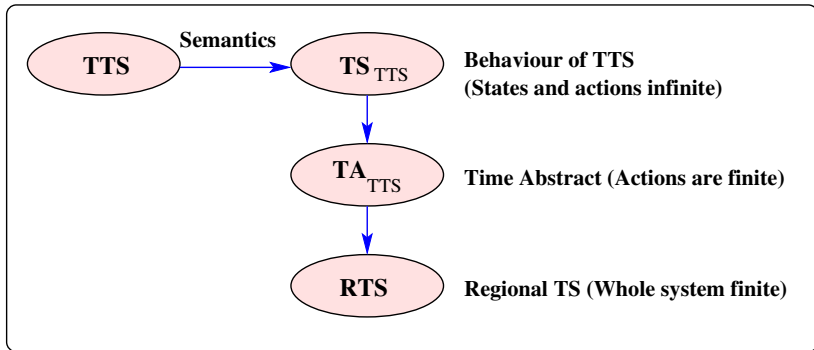 Semantics
TTS
TS TTS
Behaviour of TTS
(States and actions infinite)
TA TTS
Time Abstract (Actions are finite)
RTS
Regional TS (Whole system finite)